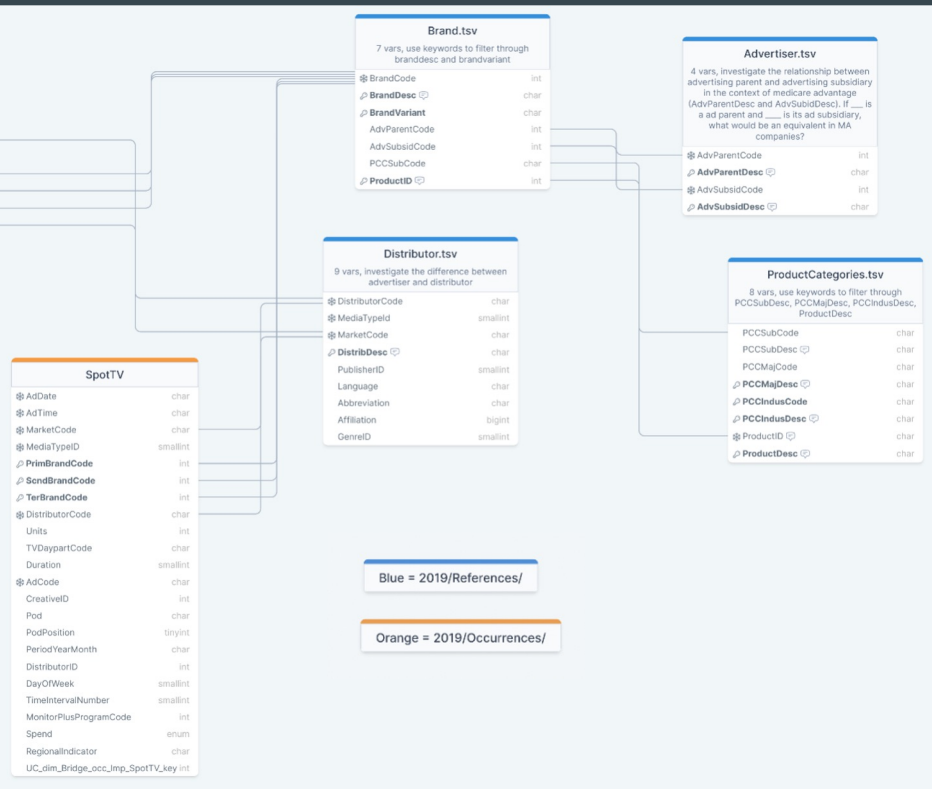 Brand.tsv
7 vars, use keywords to filter through
branddesc and brandvariant
BrandCode int
BrandDesc char
BrandVariant char
AdvParentCode int
AdvSubsidCode int
PCCSubCode char
ProductID int
Advertiser.tsv
4 vars, investigate the relationship between
advertising parent and advertising subsidiary
in the context of medicare advantage
(AdvParentDesc and AdvSubidDesc). If ___ is
a ad parent and ____ is its ad subsidiary,
what would be an equivalent in MA
companies?
AdvParentCode int
AdvParentDesc char
AdvSubsidCode int
AdvSubsidDesc char
Distributor.tsv
9 vars, investigate the difference between
advertiser and distributor
DistributorCode char
MediaTypeId smallint
MarketCode char
DistribDesc char
PublisherID smallint
Language char
Abbreviation char
Affiliation bigint
GenreID smallint
ProductCategories.tsv
8 vars, use keywords to filter through
PCCSubDesc, PCCMajDesc, PCCIndusDesc,
ProductDesc
PCCSubCode char
PCCSubDesc char
PCCMajCode char
PCCMajDesc char
PCCIndusCode char
PCCIndusDesc char
ProductID char
ProductDesc char
SpotTV
AdDate char
AdTime char
MarketCode char
MediaTypeID smallint
PrimBrandCode int
ScndBrandCode int
TerBrandCode int
DistributorCode char
Units int
TVDaypartCode char
Duration smallint
AdCode char
CreativeID int
Pod char
PodPosition tinyint
PeriodYearMonth char
DistributorID int
DayOfWeek smallint
TimeIntervalNumber smallint
MonitorPlusProgramCode int
Spend enum
RegionalIndicator char
UC_dim_Bridge_occ_Imp_SpotTV_key int
Blue = 2019/References/
Orange = 2019/Occurrences/